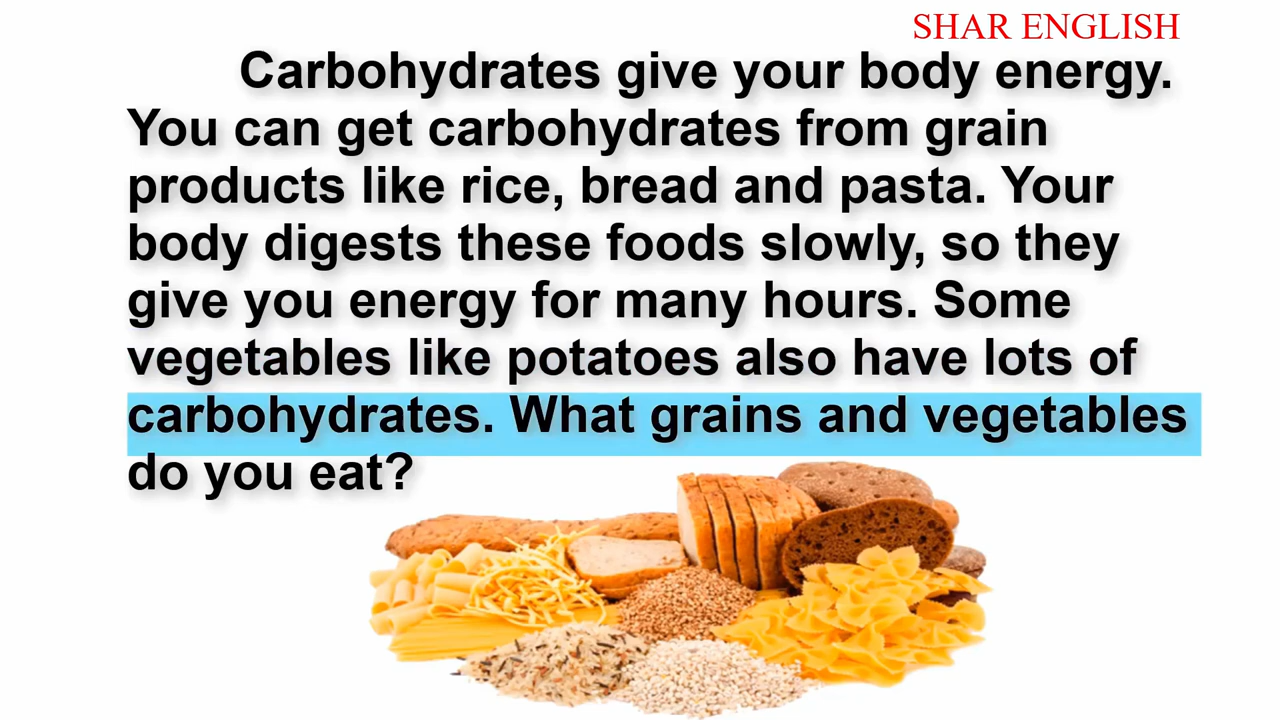 SHAR ENGLISH
Carbohydrates give your body energy.
You can get carbohydrates from grain
products like rice, bread and pasta. Your
body digests these foods slowly, so they
give you energy for many hours. Some
vegetables like potatoes also have lots of
carbohydrates. What grains and vegetables
do you eat?